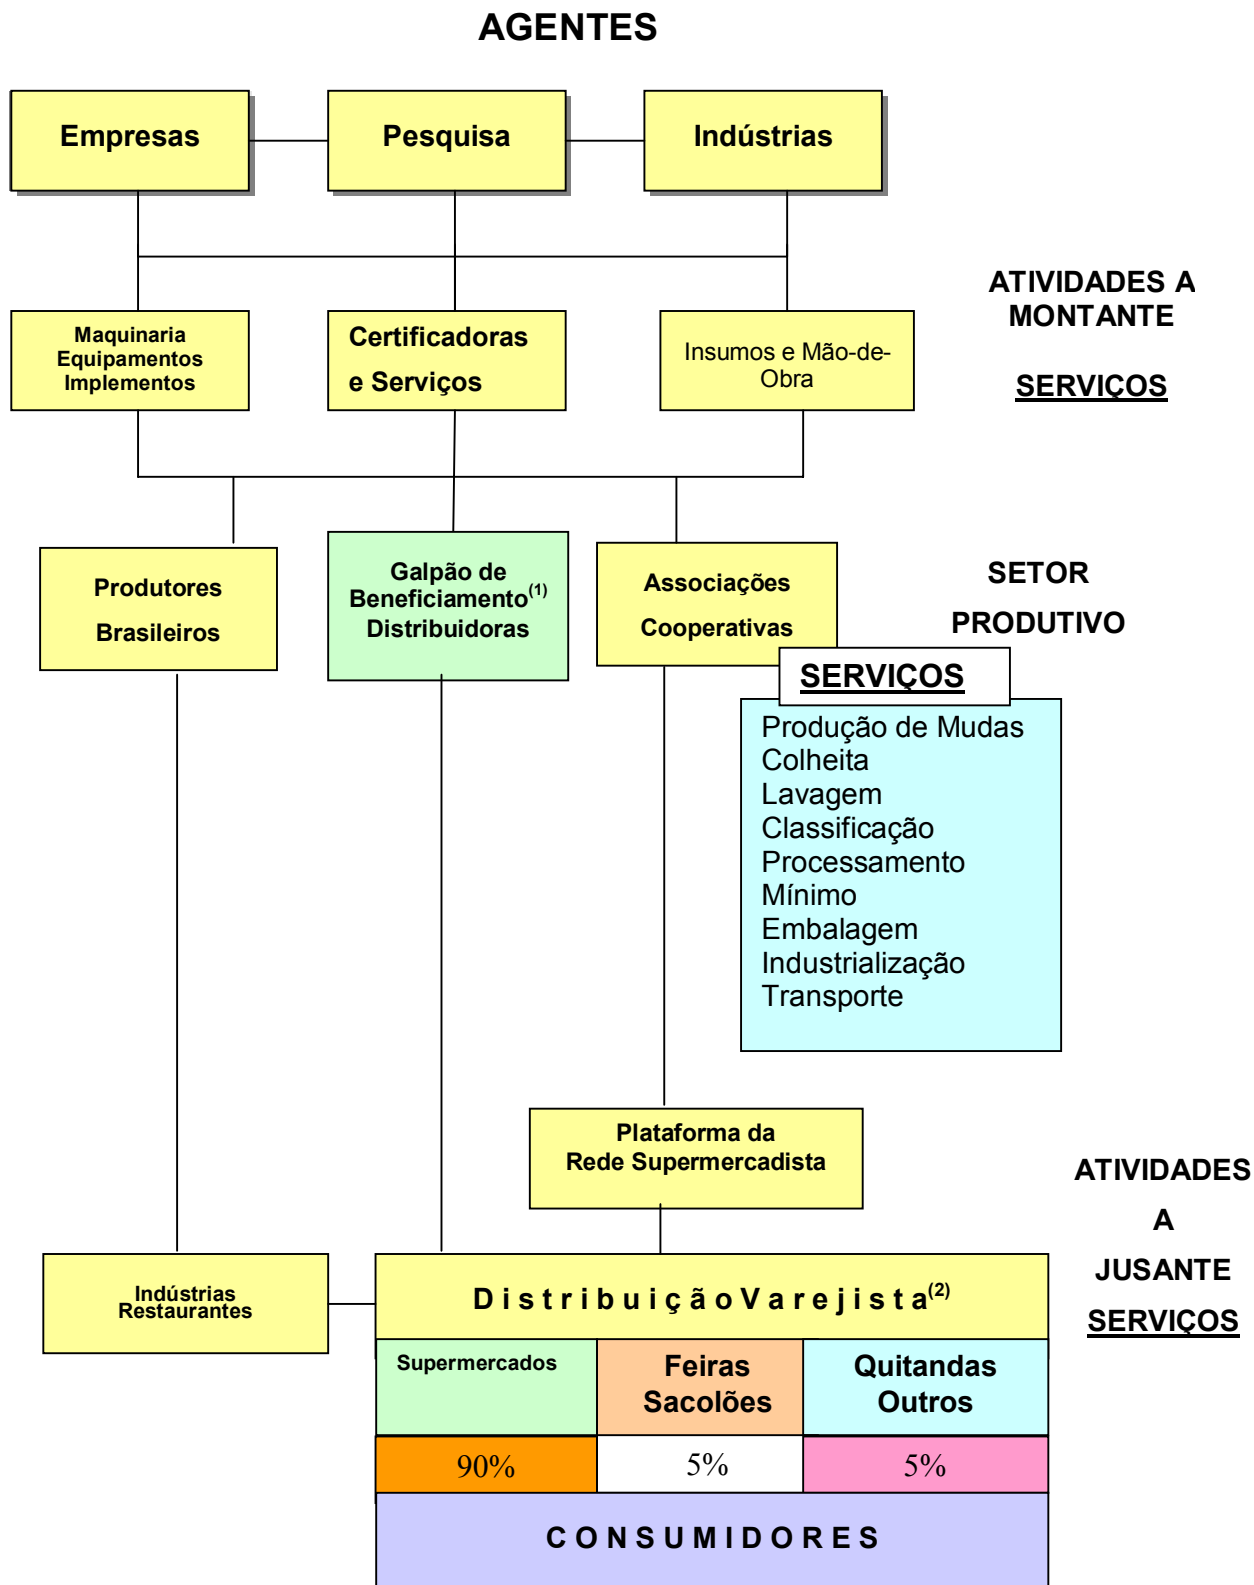 AGENTES
Empresas
Pesquisa
Indústrias
ATIVIDADES A
MONTANTE
SERVIÇOS
Maquinaria
Equipamentos
Implementos
Certificadoras
e Serviços
Insumos e Mão-de-
Obra
Produtores
Brasileiros
Galpão de
Beneficiamento(1)
Distribuidoras
Associações
Cooperativas
SETOR
PRODUTIVO
SERVIÇOS
Produção de Mudas
Colheita
Lavagem
Classificação
Processamento
Mínimo
Embalagem
Industrialização
Transporte
Plataforma da
Rede Supermercadista
ATIVIDADES
A
JUSANTE
SERVIÇOS
Indústrias
Restaurantes
D i s t r i b u i ç ã o V a r e j i s t a(2)
Supermercados
Feiras
Sacolões
Quitandas
Outros
90%
5%
5%
C O N S U M I D O R E S